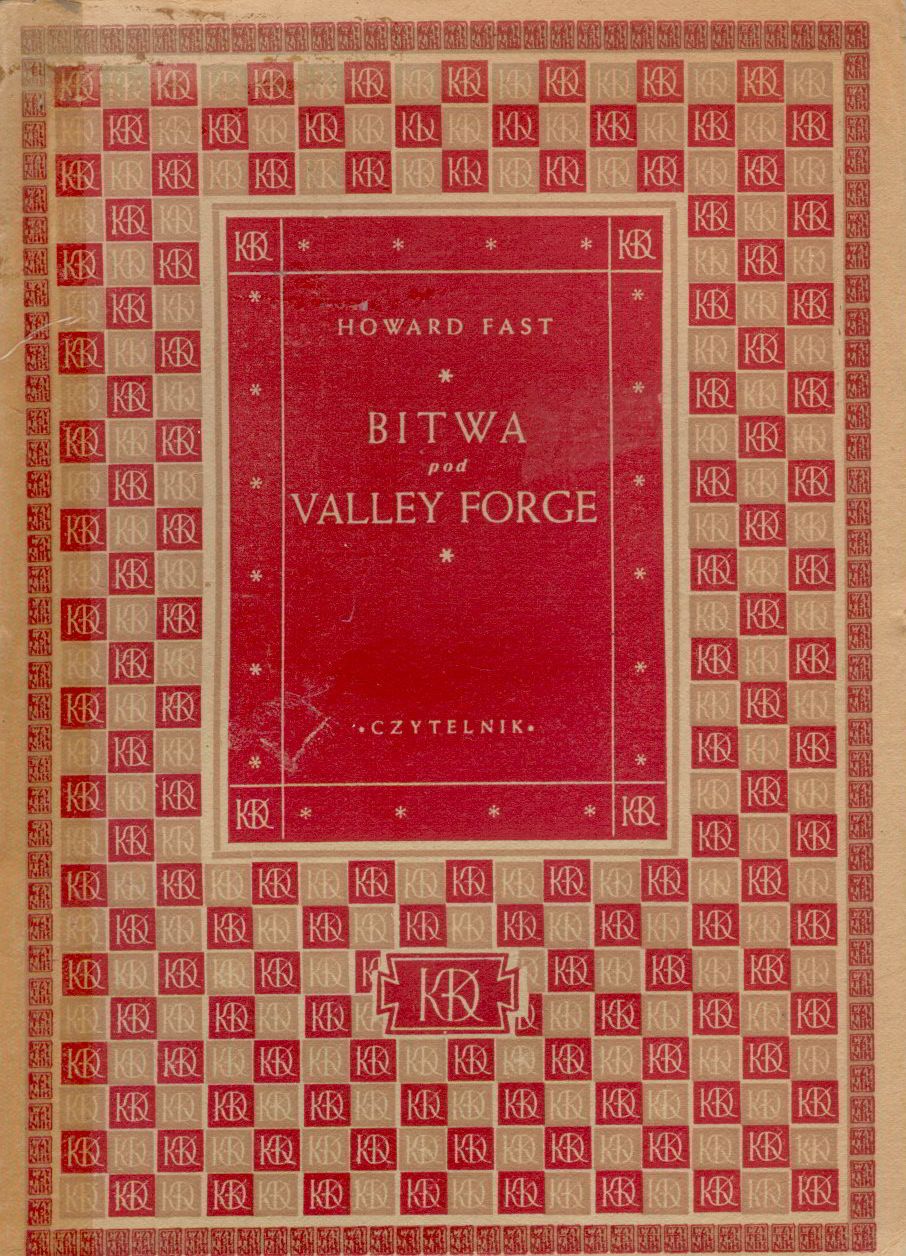 HOWARD FAST
*
BITWA
pod
VALLEY FORGE
*
•CZYTELNIK•